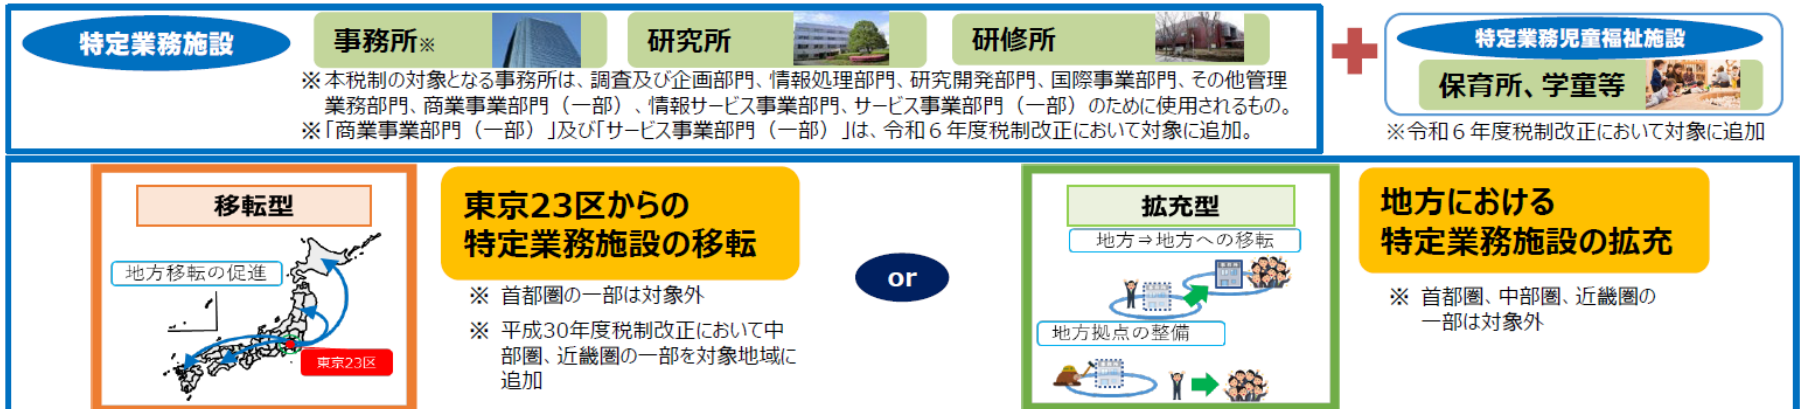 特定業務施設
事務所※
研究所
研修所
※本税制の対象となる事務所は、調査及び企画部門、情報処理部門、研究開発部門、国際事業部門、その他管理
業務部門、商業事業部門（一部）、情報サービス事業部門、サービス事業部門（一部）のために使用されるもの。
※「商業事業部門（一部）」及び「サービス事業部門（一部）」は、令和６年度税制改正において対象に追加。
特定業務児童福祉施設
保育所、学童等
※令和６年度税制改正において対象に追加
移転型
地方移転の促進
東京23区
東京23区からの
特定業務施設の移転
※ 首都圏の一部は対象外
※ 平成30年度税制改正において中
部圏、近畿圏の一部を対象地域に
追加
or
拡充型
地方⇒地方への移転
地方拠点の整備
地方における
特定業務施設の拡充
※ 首都圏、中部圏、近畿圏の
一部は対象外